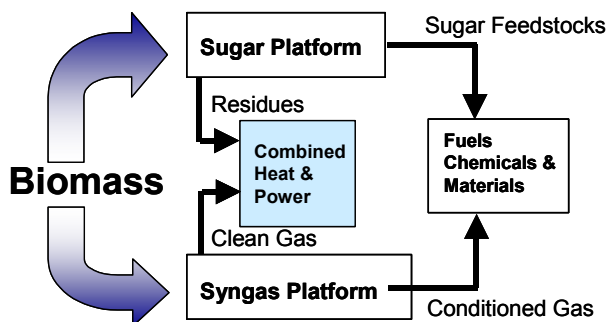 Sugar Platform
Sugar Feedstocks
Residues
Combined
Heat &
Power
Fuels
Chemicals &
Materials
Biomass
Clean Gas
Syngas Platform
Conditioned Gas